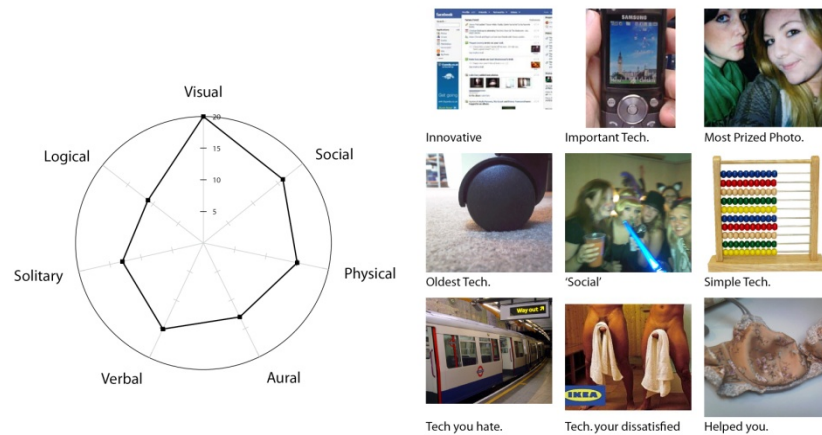 Visual
20
15
10
5
Social
Physical
Aural
Verbal
Solitary
Logical
facebook
SAMSUNG
Innovative
Important Tech.
Most Prized Photo.
Oldest Tech.
'Social'
Simple Tech.
Way out
IKEA
Tech you hate.
Tech. your dissatisfied
Helped you.